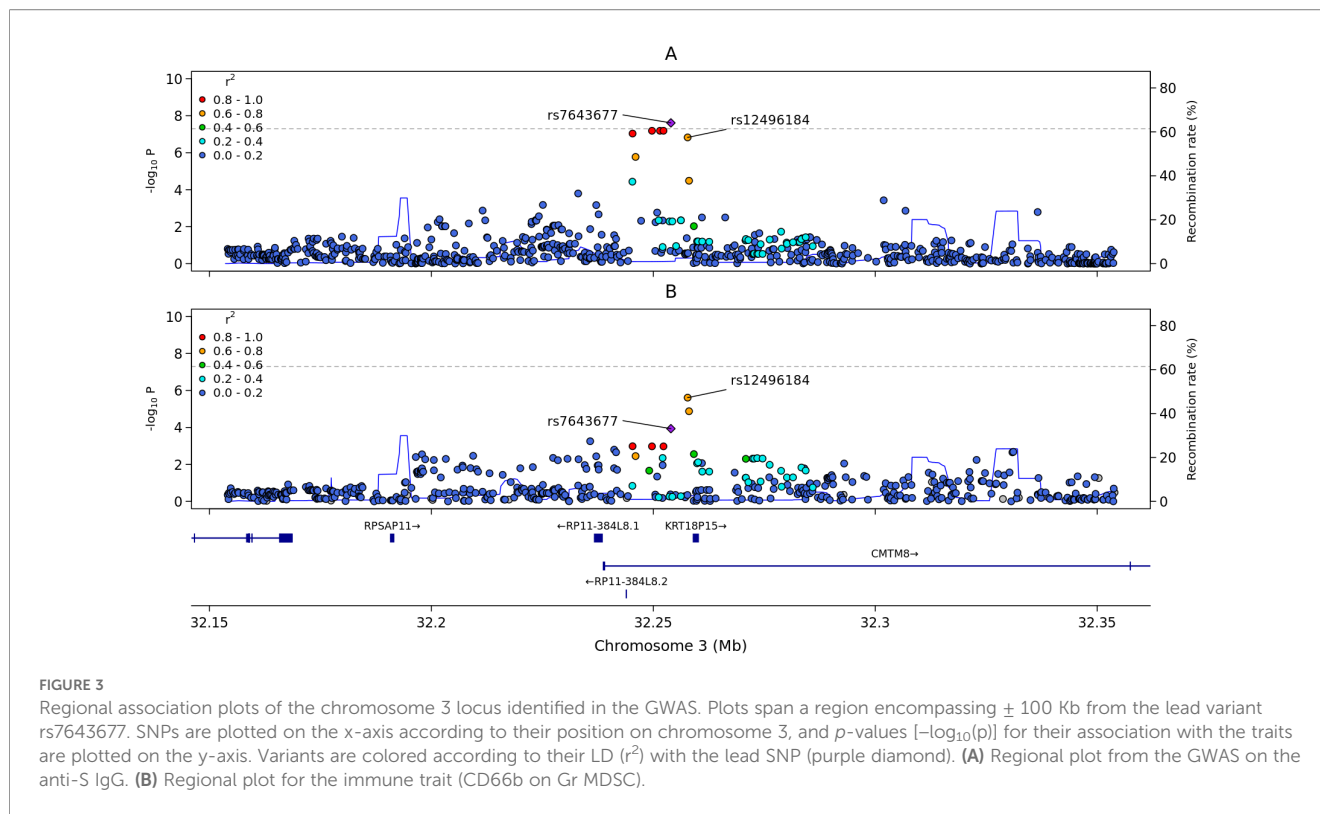 A
10
8
6
4
2
0
-log10 P
r2
0.8 - 1.0
0.6 - 0.8
0.4 - 0.6
0.2 - 0.4
0.0 - 0.2
rs7643677
rs12496184
80
60
40
20
0
Recombination rate (%)
B
10
8
6
4
2
0
-log10 P
r2
0.8 - 1.0
0.6 - 0.8
0.4 - 0.6
0.2 - 0.4
0.0 - 0.2
rs12496184
rs7643677
80
60
40
20
0
Recombination rate (%)
RPSAP11→
←RP11-384L8.1
KRT18P15→
CMTM8→
←RP11-384L8.2
32.15
32.2
32.25
32.3
32.35
Chromosome 3 (Mb)
FIGURE 3
Regional association plots of the chromosome 3 locus identified in the GWAS. Plots span a region encompassing ± 100 Kb from the lead variant
rs7643677. SNPs are plotted on the x-axis according to their position on chromosome 3, and p-values [−log10(p)] for their association with the traits
are plotted on the y-axis. Variants are colored according to their LD (r2) with the lead SNP (purple diamond). (A) Regional plot from the GWAS on the
anti-S IgG. (B) Regional plot for the immune trait (CD66b on Gr MDSC).